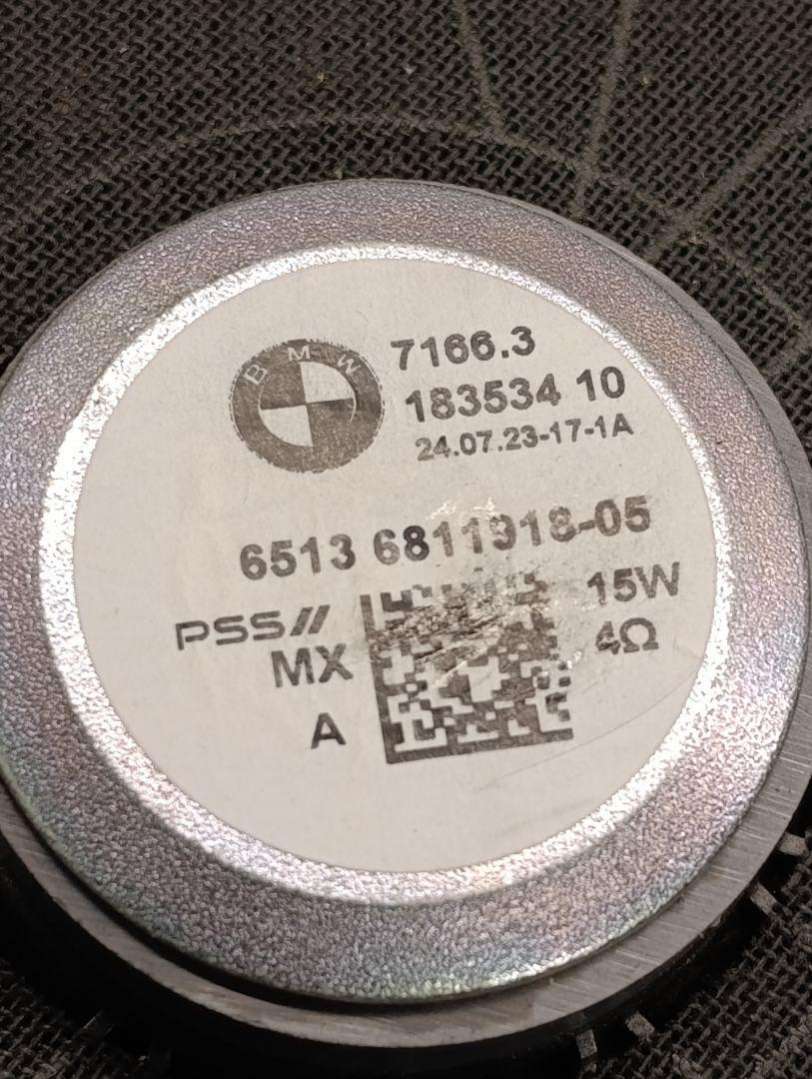 BMW
7166.3
183534 10
24.07.23-17-1A
6513 6811918-05
PSS//
15W
MX
4Ω
A